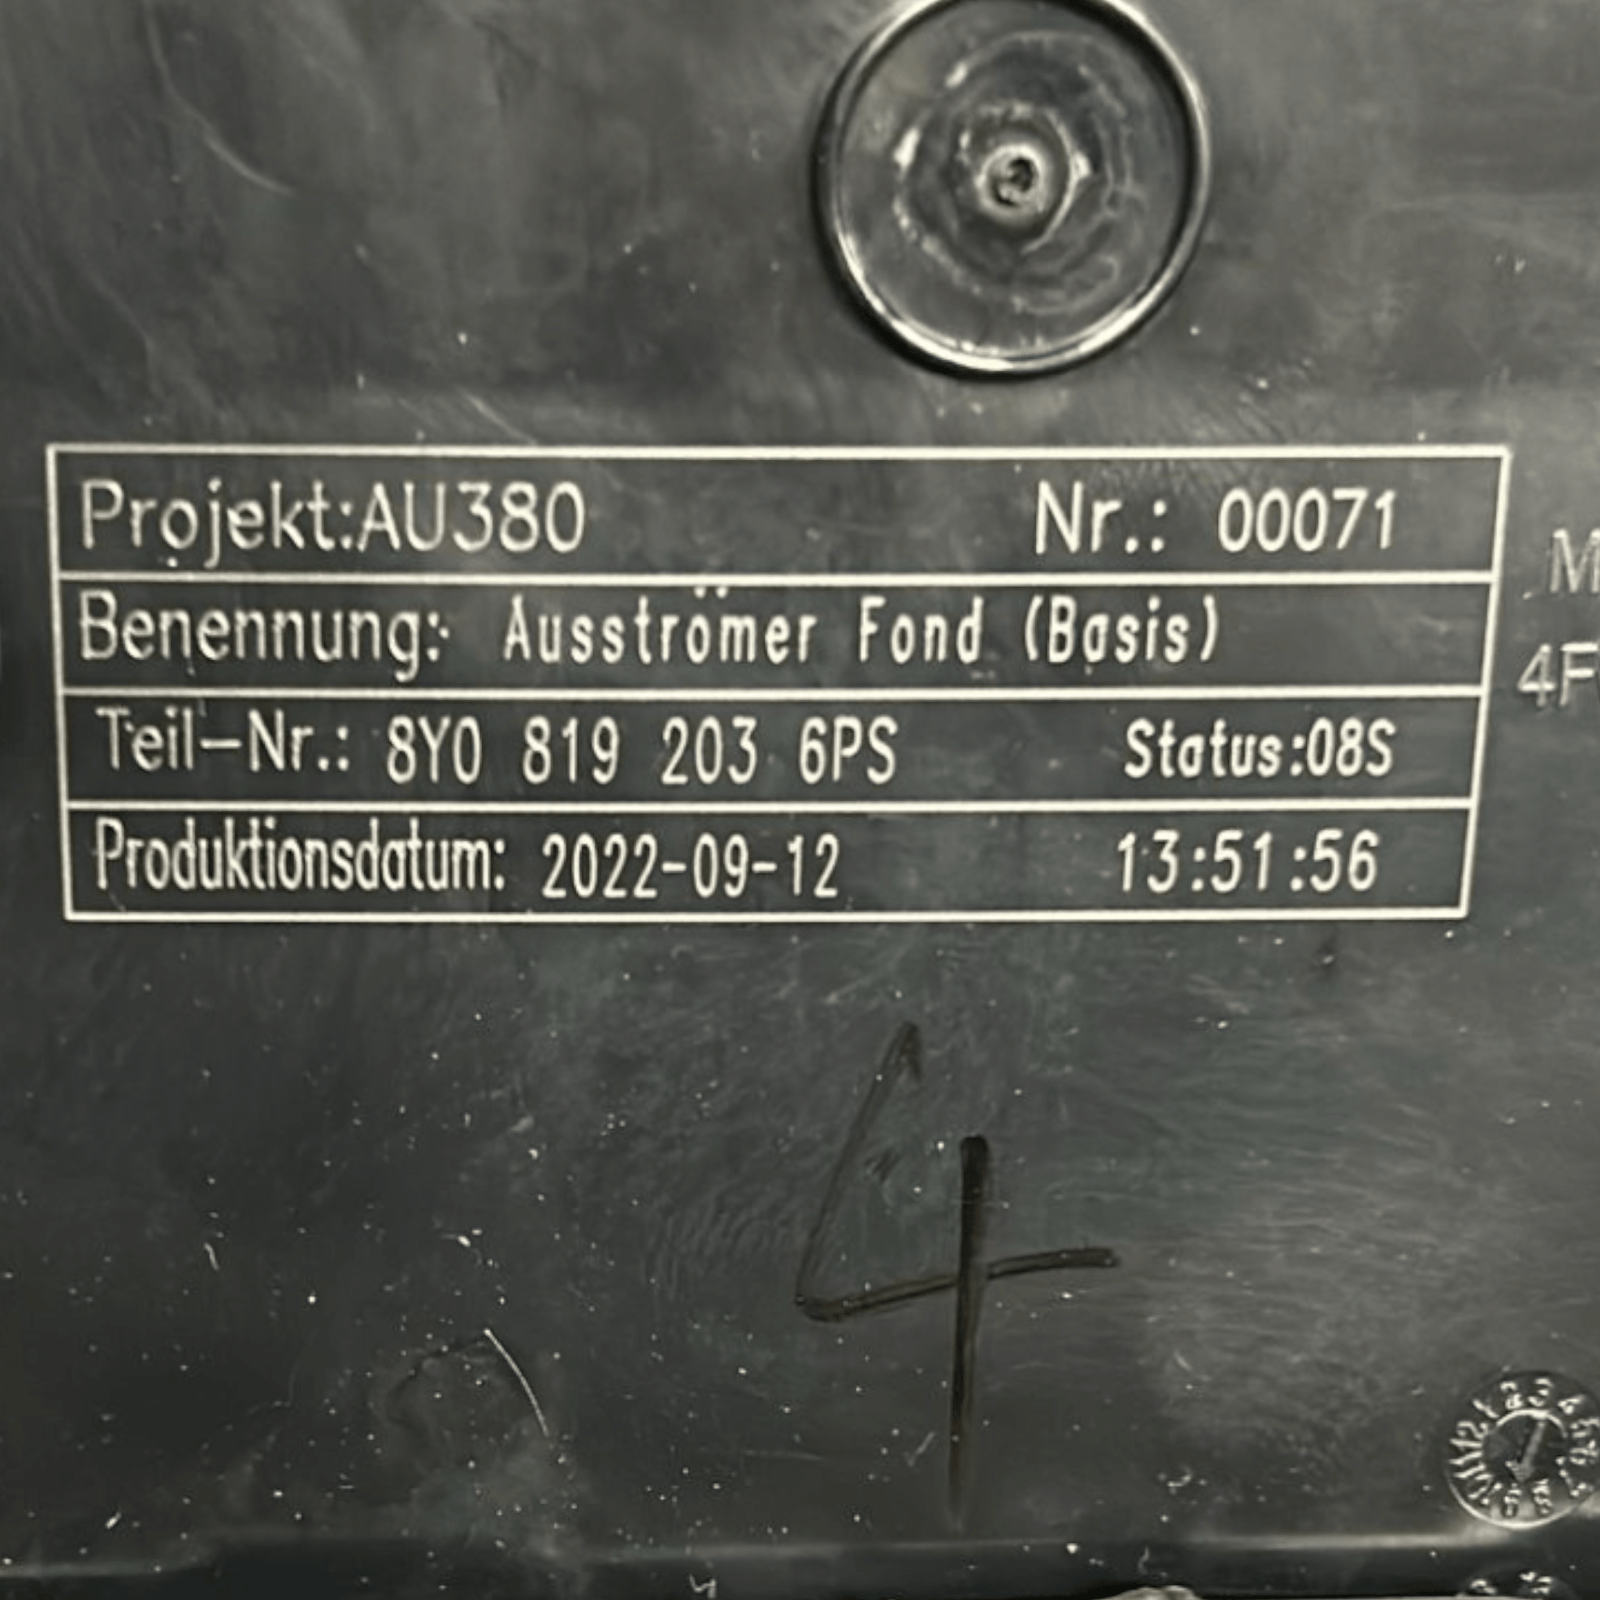 Projekt:AU380 Nr.: 00071
Benennung: Ausströmer Fond (Basis)
Teil-Nr.: 8Y0 819 203 6PS Status:08S
Produktionsdatum: 2022-09-12 13:51:56
M
4F
4